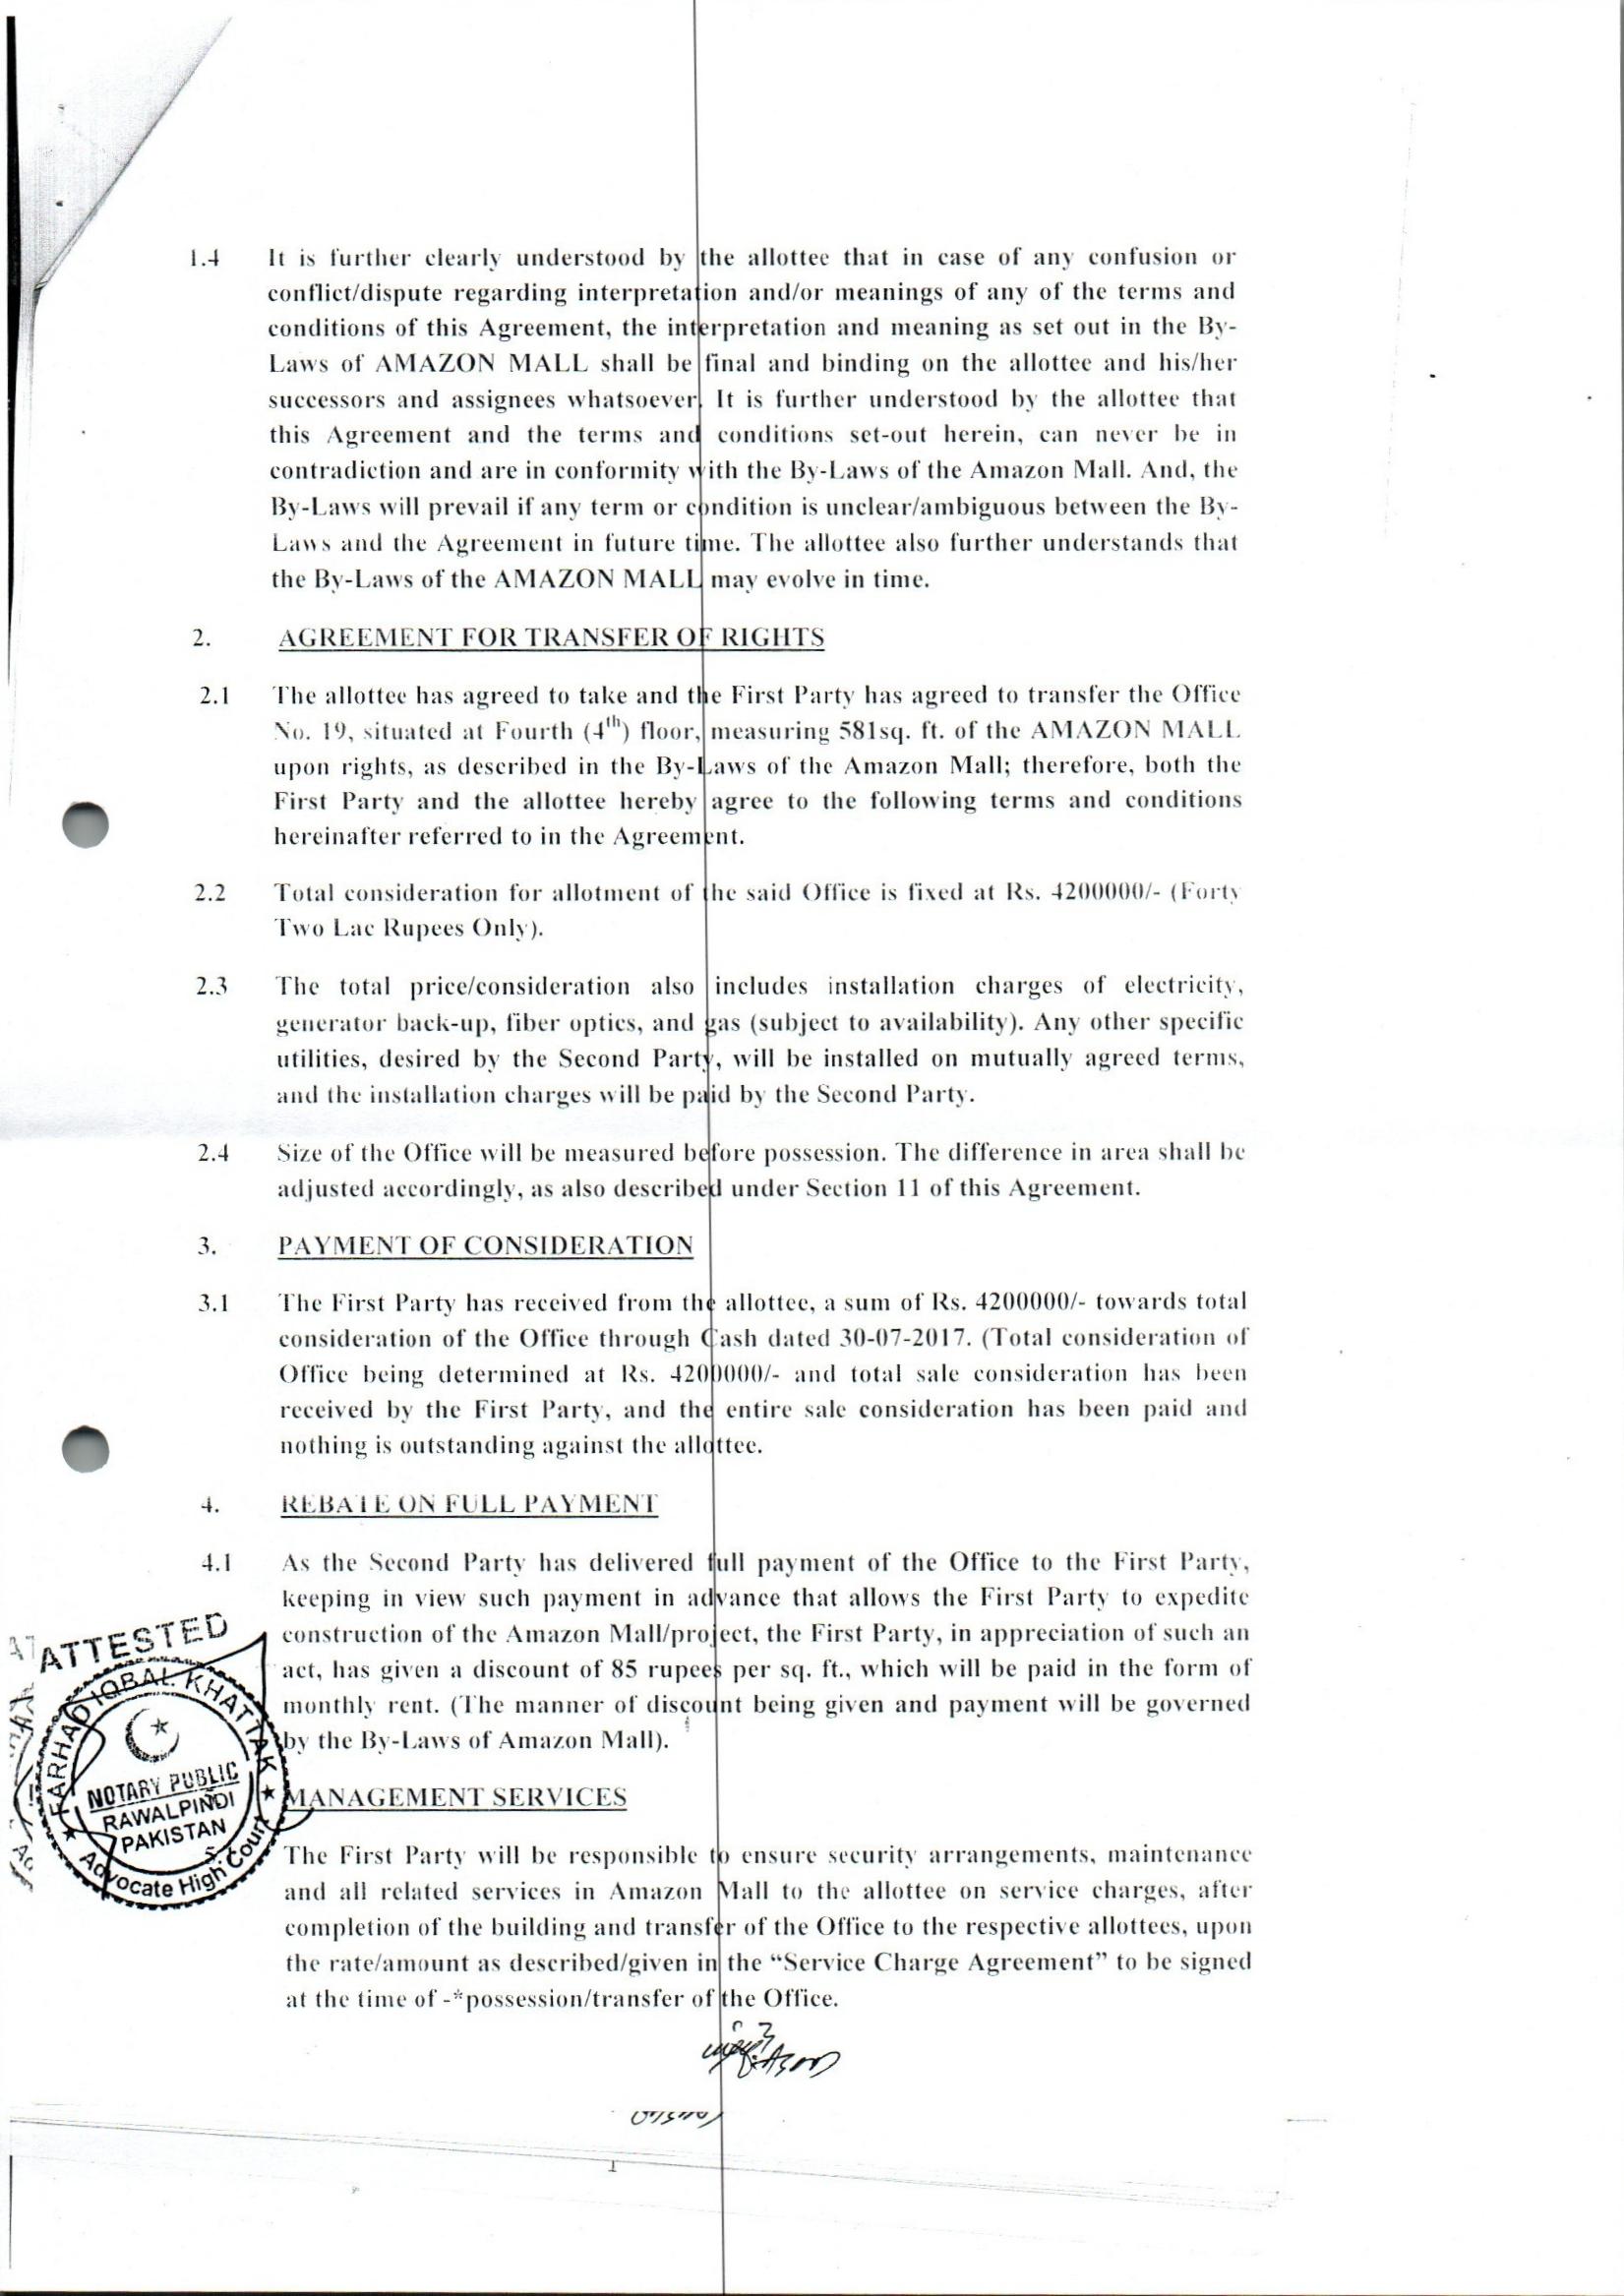 1.4 It is further clearly understood by the allottee that in case of any confusion or
conflict/dispute regarding interpretation and/or meanings of any of the terms and
conditions of this Agreement, the interpretation and meaning as set out in the By-
Laws of AMAZON MALL shall be final and binding on the allottee and his/her
successors and assignees whatsoever. It is further understood by the allottee that
this Agreement and the terms and conditions set-out herein, can never be in
contradiction and are in conformity with the By-Laws of the Amazon Mall. And, the
By-Laws will prevail if any term or condition is unclear/ambiguous between the By-
Laws and the Agreement in future time. The allottee also further understands that
the By-Laws of the AMAZON MALL may evolve in time.
2. AGREEMENT FOR TRANSFER OF RIGHTS
2.1 The allottee has agreed to take and the First Party has agreed to transfer the Office
No. 19, situated at Fourth (4th) floor, measuring 581sq. ft. of the AMAZON MALL
upon rights, as described in the By-Laws of the Amazon Mall; therefore, both the
First Party and the allottee hereby agree to the following terms and conditions
hereinafter referred to in the Agreement.
2.2 Total consideration for allotment of the said Office is fixed at Rs. 4200000/- (Forty
Two Lac Rupees Only).
2.3 The total price/consideration also includes installation charges of electricity,
generator back-up, fiber optics, and gas (subject to availability). Any other specific
utilities, desired by the Second Party, will be installed on mutually agreed terms,
and the installation charges will be paid by the Second Party.
2.4 Size of the Office will be measured before possession. The difference in area shall be
adjusted accordingly, as also described under Section 11 of this Agreement.
3. PAYMENT OF CONSIDERATION
3.1 The First Party has received from the allottee, a sum of Rs. 4200000/- towards total
consideration of the Office through Cash dated 30-07-2017. (Total consideration of
Office being determined at Rs. 4200000/- and total sale consideration has been
received by the First Party, and the entire sale consideration has been paid and
nothing is outstanding against the allottee.
4. REBATE ON FULL PAYMENT
4.1 As the Second Party has delivered full payment of the Office to the First Party,
keeping in view such payment in advance that allows the First Party to expedite
construction of the Amazon Mall/project, the First Party, in appreciation of such an
act, has given a discount of 85 rupees per sq. ft., which will be paid in the form of
monthly rent. (The manner of discount being given and payment will be governed
by the By-Laws of Amazon Mall).
ATTESTED
FARHAD IQBAL KHATTAK
NOTARY PUBLIC
RAWALPINDI
PAKISTAN
Advocate High Court
MANAGEMENT SERVICES
The First Party will be responsible to ensure security arrangements, maintenance
and all related services in Amazon Mall to the allottee on service charges, after
completion of the building and transfer of the Office to the respective allottees, upon
the rate/amount as described/given in the “Service Charge Agreement” to be signed
at the time of -*possession/transfer of the Office.